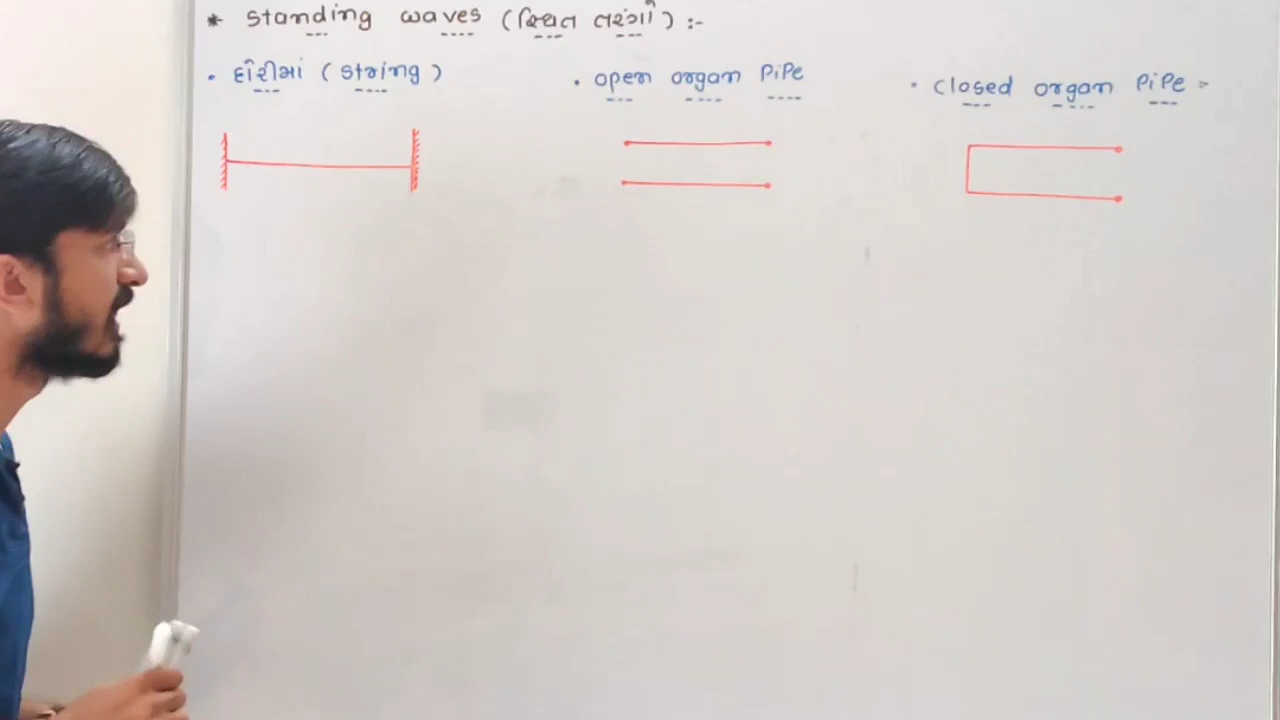 * Standing waves (સ્થિત તરંગો) :-
• દોરીમાં (string)
• open organ pipe
• closed organ pipe -